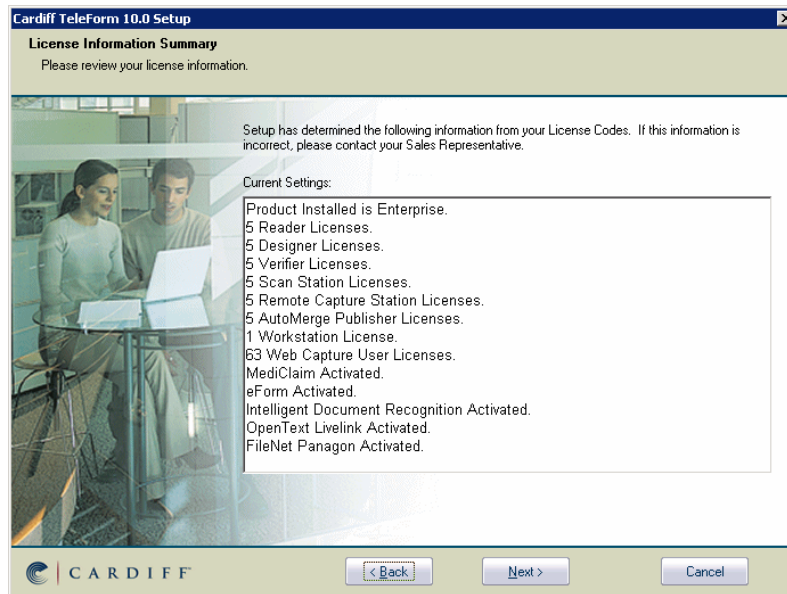 Cardiff TeleForm 10.0 Setup
License Information Summary
Please review your license information.
Setup has determined the following information from your License Codes. If this information is
incorrect, please contact your Sales Representative.
Current Settings:
Product Installed is Enterprise.
5 Reader Licenses.
5 Designer Licenses.
5 Verifier Licenses.
5 Scan Station Licenses.
5 Remote Capture Station Licenses.
5 AutoMerge Publisher Licenses.
1 Workstation License.
63 Web Capture User Licenses.
MediClaim Activated.
eForm Activated.
Intelligent Document Recognition Activated.
OpenText Livelink Activated.
FileNet Panagon Activated.
CARDIFF
< Back
Next >
Cancel